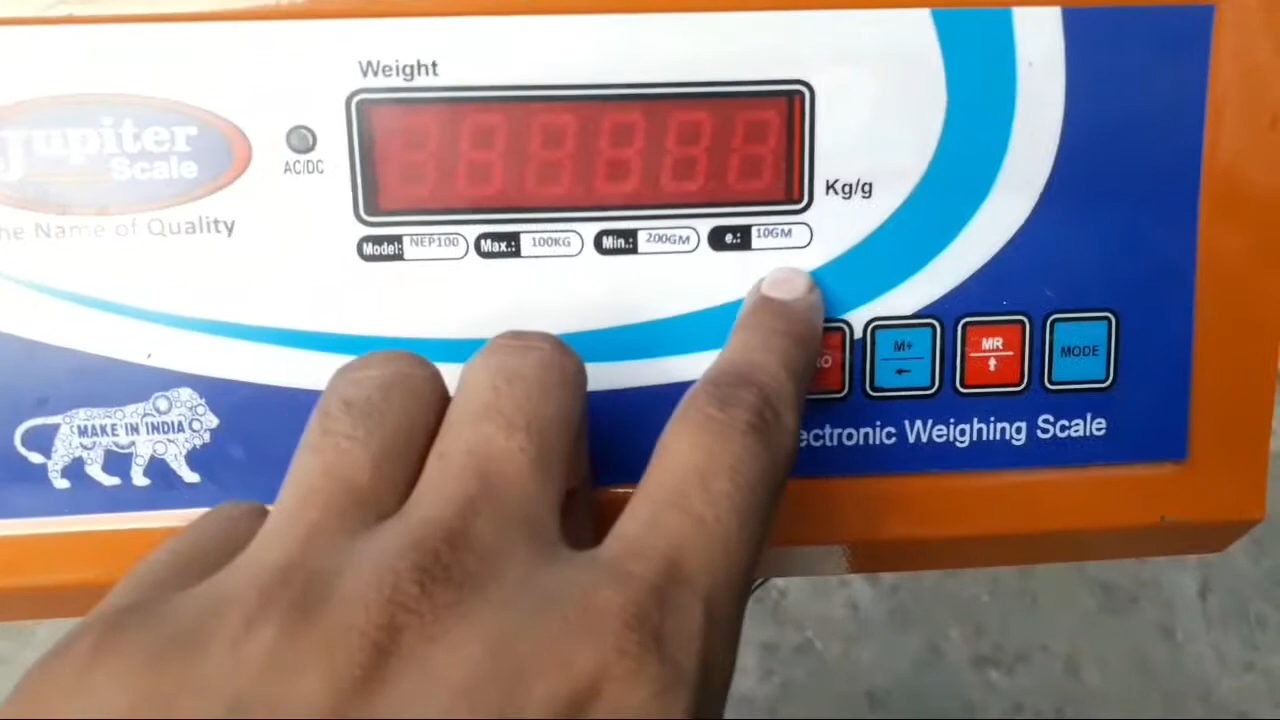 Weight
Jupiter
Scale
AC/DC
Kg/g
he Name of Quality
Model: NEP100 Max.: 100KG Min.: 200GM e.: 10GM
RO M+ MR MODE
MAKE IN INDIA
ectronic Weighing Scale